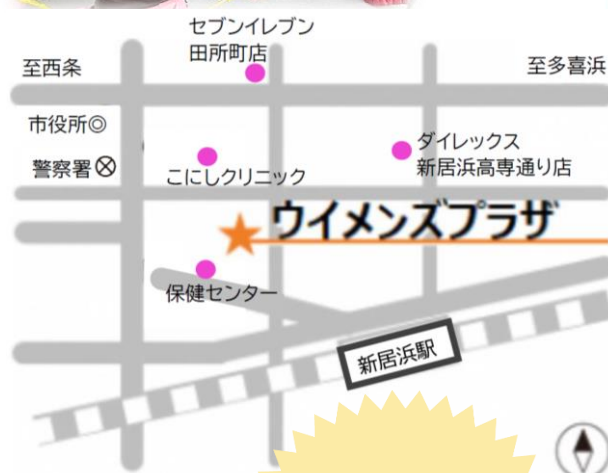 セブンイレブン
田所町店
至西条
至多喜浜
市役所◎
警察署⊗
ダイレックス
新居浜高専通り店
こにしクリニック
ウイメンズプラザ
保健センター
新居浜駅